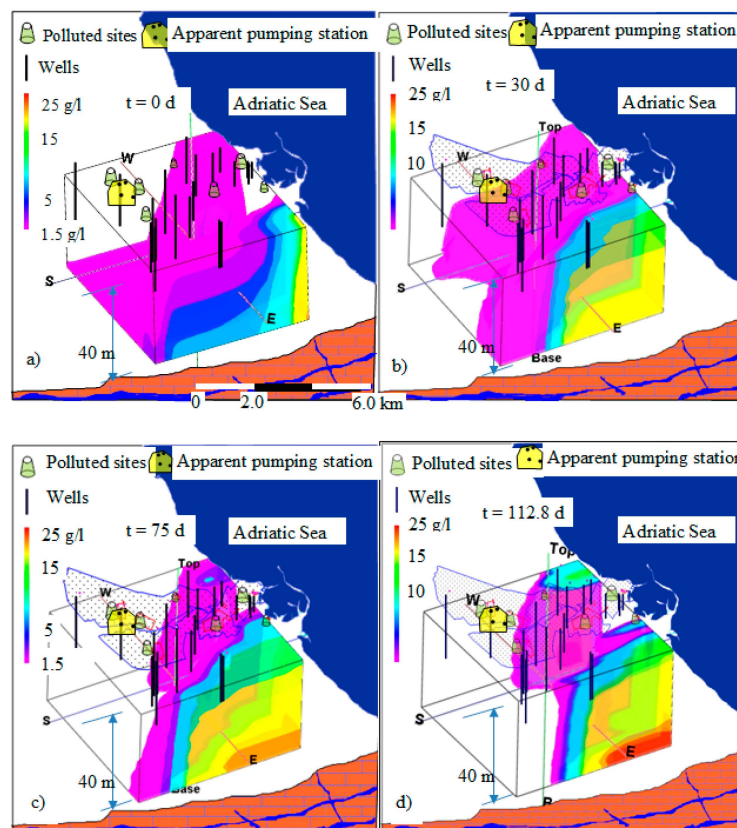 Polluted sites
Apparent pumping station
Wells
25 g/l
15
5
1.5 g/l
t = 0 d
Adriatic Sea
W
S
E
40 m
a)
0 2.0 6.0 km
Polluted sites
Apparent pumping station
Wells
25 g/l
15
10
t = 30 d
Adriatic Sea
Top
W
S
E
40 m
Base
b)
Polluted sites
Apparent pumping station
Wells
25 g/l
15
5
1.5
t = 75 d
Adriatic Sea
Top
W
S
E
40 m
Base
c)
Polluted sites
Apparent pumping station
Wells
25 g/l
15
10
t = 112.8 d
Adriatic Sea
Top
W
S
E
40 m
d)